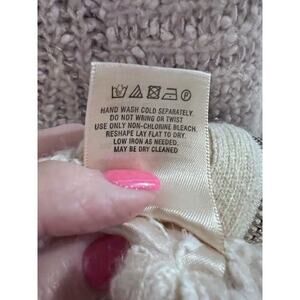 HAND WASH COLD SEPARATELY.
DO NOT WRING OR TWIST
USE ONLY NON-CHLORINE BLEACH.
RESHAPE LAY FLAT TO DRY.
LOW IRON AS NEEDED.
MAY BE DRY CLEANED